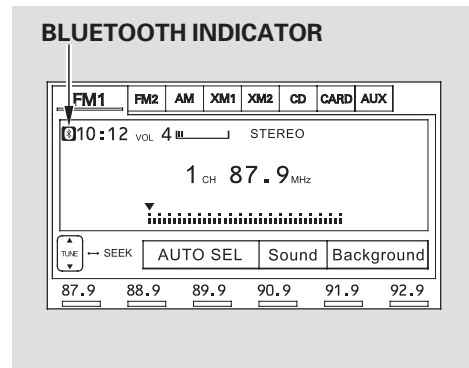 BLUETOOTH INDICATOR
FM1 FM2 AM XM1 XM2 CD CARD AUX
10:12 VOL 4 STEREO
1 CH 87.9 MHz
TUNE SEEK AUTO SEL Sound Background
87.9 88.9 89.9 90.9 91.9 92.9